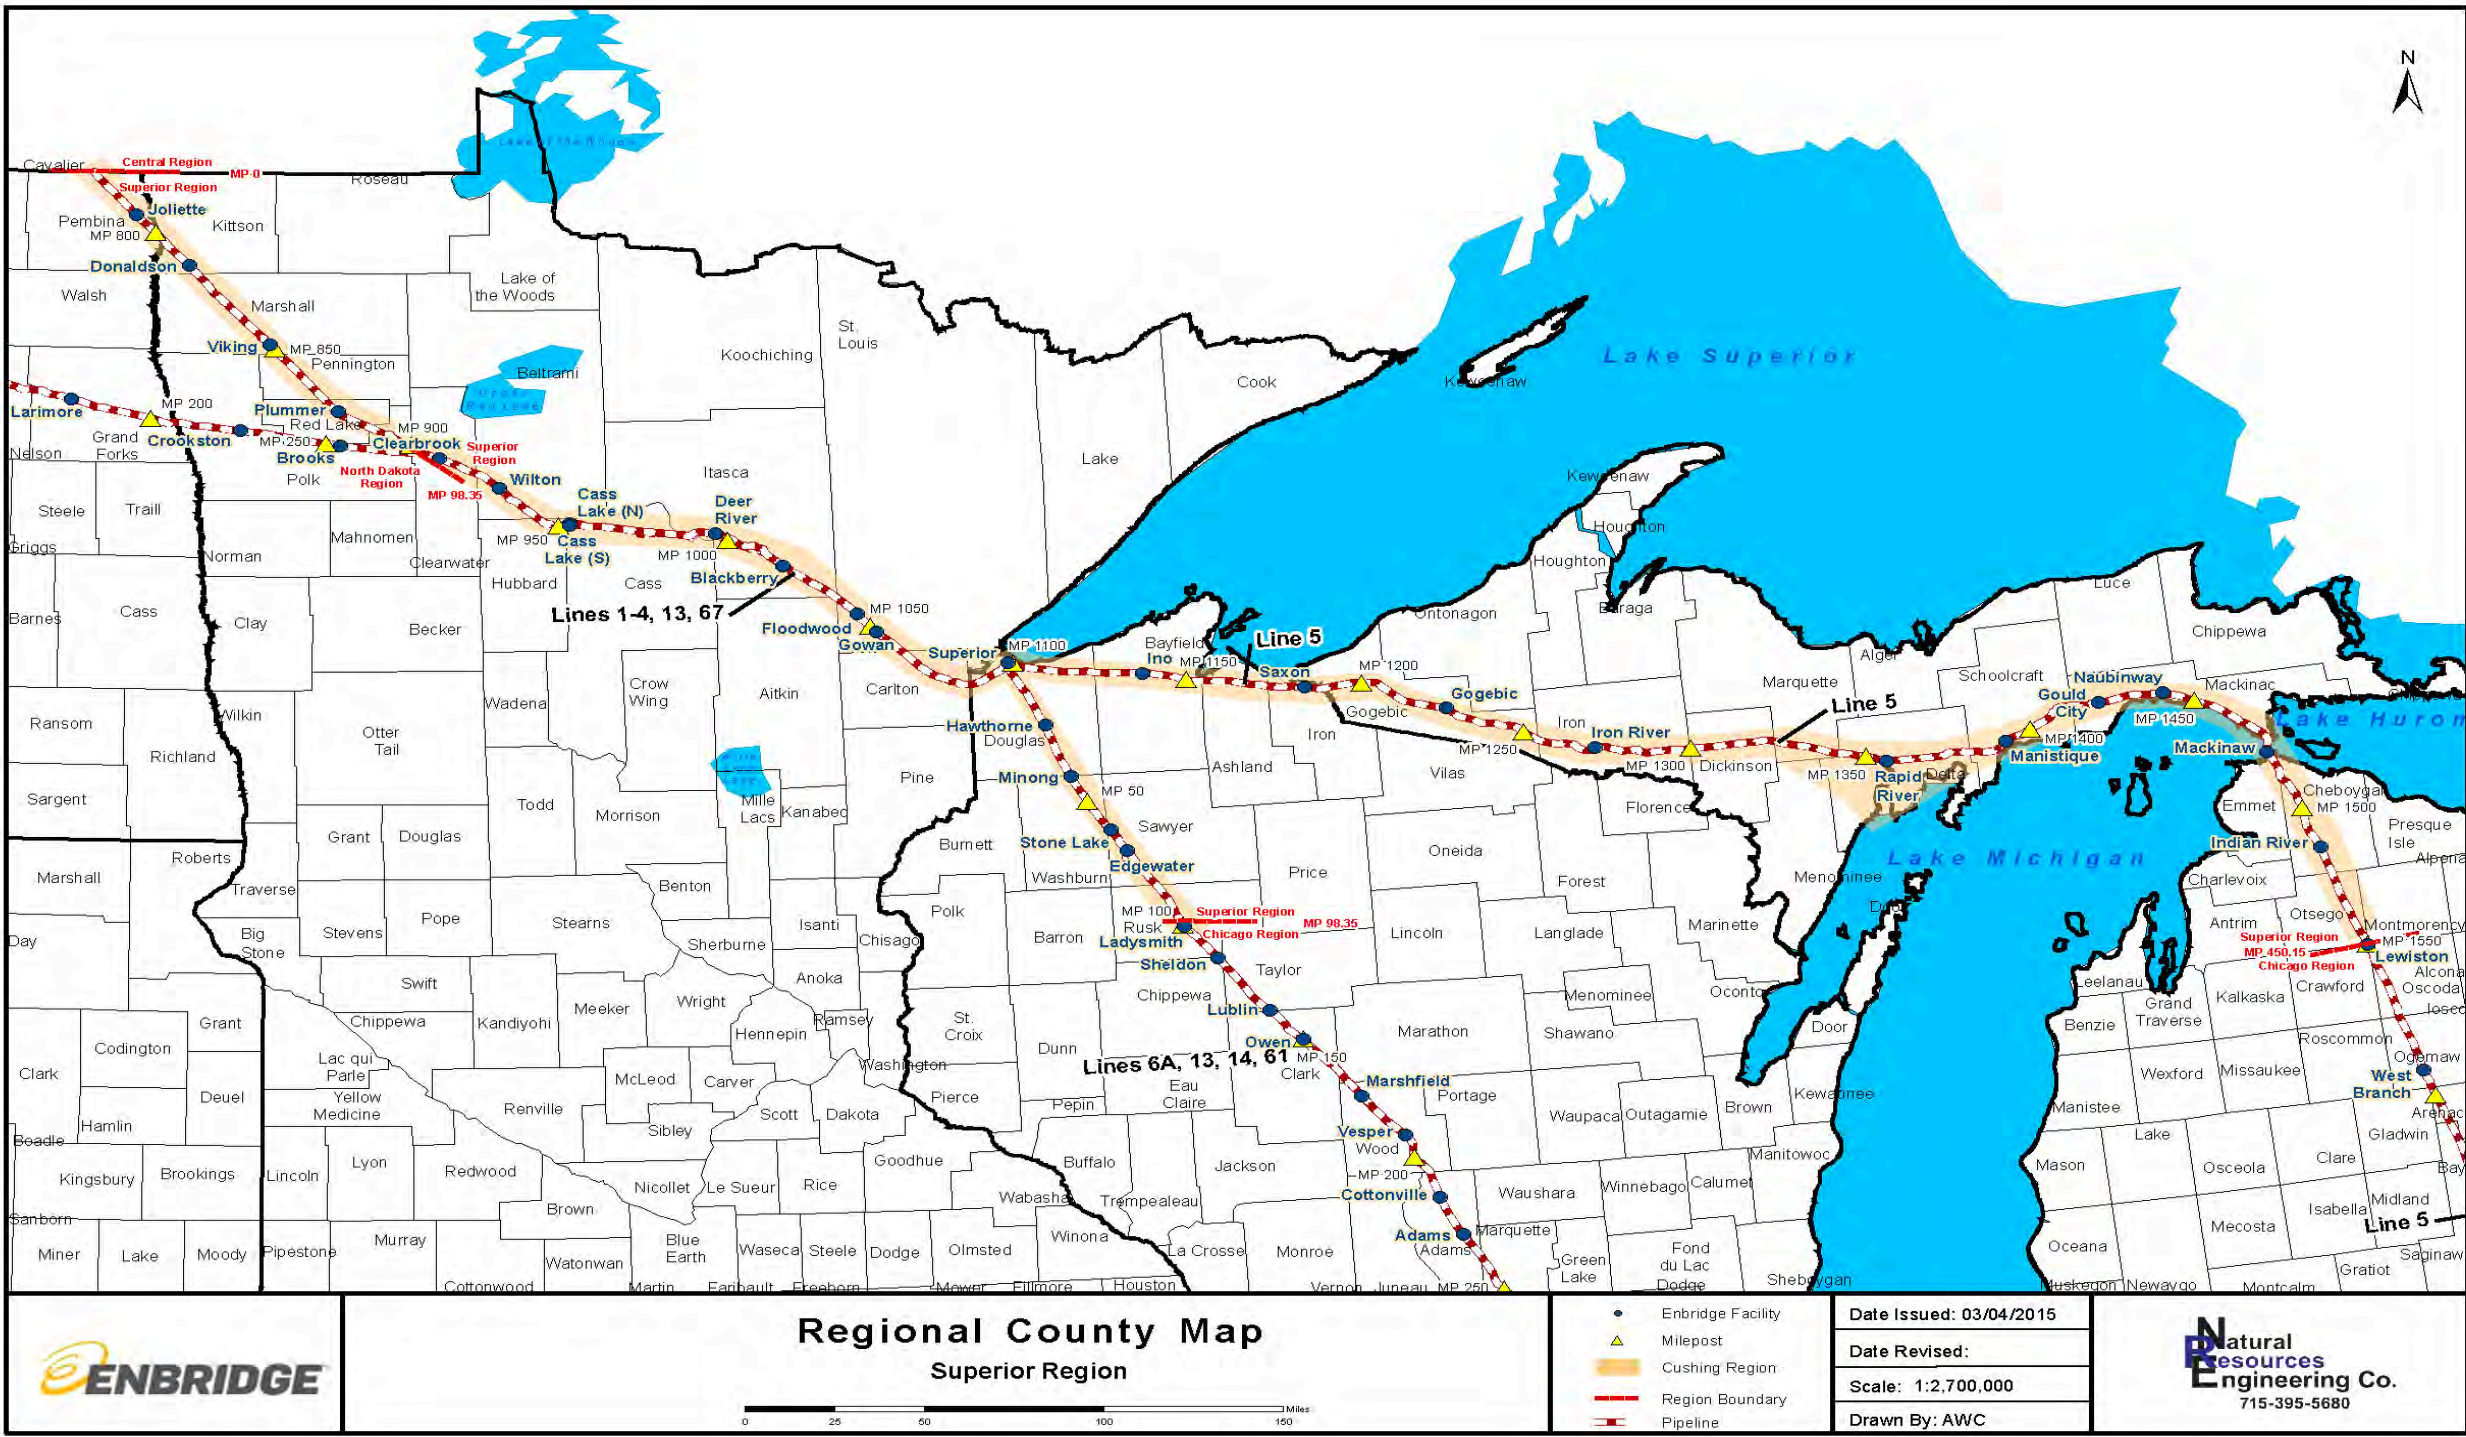 N
Lake of the Woods
Cavalier
Central Region
MP 0
Superior Region
Roseau
Joliette
Pembina
MP 800
Kittson
Donaldson
Walsh
Marshall
Lake of
the Woods
Viking
MP 850
Pennington
Koochiching
St.
Louis
Lake Superior
Beltrami
Upper
Red Lake
Cook
Keweenaw
Larimore
MP 200
Plummer
Red Lake
MP 900
Grand
Forks
Crookston
MP 250
Clearbrook
Superior
Region
Nelson
Brooks
North Dakota
Region
Polk
MP 98.35
Wilton
Itasca
Lake
Keweenaw
Steele
Traill
Cass
Lake (N)
Deer
River
Houghton
Mahnomen
MP 950
Cass
Lake (S)
MP 1000
Griggs
Norman
Clearwater
Hubbard
Cass
Blackberry
Houghton
Luce
Barnes
Cass
Clay
Becker
Lines 1-4, 13, 67
MP 1050
Floodwood
Gowan
Ontonagon
Baraga
Superior
MP 1100
Bayfield
Ino
MP 1150
Line 5
Saxon
MP 1200
Alger
Chippewa
Ransom
Richland
Wilkin
Otter
Tail
Wadena
Crow
Wing
Aitkin
Carlton
Gogebic
Gogebic
Marquette
Schoolcraft
Naubinway
Mackinac
Gould
City
Line 5
MP 1450
Lake Huron
Hawthorne
Douglas
Iron
Iron
Iron River
MP 1250
MP 1300
Dickinson
MP 1350
Rapid
River
Delta
MP 1400
Manistique
Mackinaw
Sargent
Todd
Morrison
Mille
Lacs
Kanabec
Pine
Minong
MP 50
Ashland
Vilas
Florence
Emmet
Cheboygan
MP 1500
Presque
Isle
Grant
Douglas
Stone Lake
Sawyer
Indian River
Roberts
Burnett
Edgewater
Oneida
Lake Michigan
Alpena
Marshall
Traverse
Benton
Washburn
Price
Forest
Menominee
Charlevoix
Day
Big
Stone
Stevens
Pope
Stearns
Sherburne
Isanti
Chisago
Polk
Barron
MP 100
Rusk
Superior Region
Chicago Region
MP 98.35
Ladysmith
Sheldon
Lincoln
Langlade
Marinette
Antrim
Otsego
Montmorency
Superior Region
MP 450.15
Chicago Region
MP 1550
Lewiston
Swift
Anoka
Taylor
Alcona
Chippewa
Kandiyohi
Meeker
Wright
Chippewa
Menominee
Oconto
Leelanau
Grand
Traverse
Kalkaska
Crawford
Oscoda
Iosco
Grant
Codington
Hennepin
Ramsey
St.
Croix
Lublin
Owen
MP 150
Marathon
Shawano
Door
Benzie
Roscommon
Ogemaw
Clark
Lac qui
Parle
McLeod
Carver
Washington
Dunn
Lines 6A, 13, 14, 61
Clark
Wexford
Missaukee
West
Branch
Deuel
Yellow
Medicine
Renville
Scott
Dakota
Pierce
Pepin
Eau
Claire
Marshfield
Portage
Waupaca
Outagamie
Brown
Kewaunee
Manistee
Arenac
Hamlin
Sibley
Vesper
Wood
Manitowoc
Lake
Gladwin
Kingsbury
Brookings
Lincoln
Lyon
Redwood
Nicollet
Le Sueur
Rice
Goodhue
Wabasha
Buffalo
Trempealeau
Jackson
MP 200
Cottonville
Waushara
Winnebago
Calumet
Mason
Osceola
Clare
Bay
Sanborn
Brown
Isabella
Midland
Line 5
Miner
Lake
Moody
Pipestone
Murray
Cottonwood
Watonwan
Blue
Earth
Waseca
Steele
Dodge
Olmsted
Winona
La Crosse
Monroe
Adams
Adams
Marquette
Green
Lake
Fond
du Lac
Oceana
Mecosta
Saginaw
Martin
Faribault
Freeborn
Mower
Fillmore
Houston
Vernon
Juneau
MP 250
Dodge
Sheboygan
Muskegon
Newaygo
Montcalm
Gratiot
ENBRIDGE
Regional County Map
Superior Region
0 25 50 100 150 Miles
Enbridge Facility
Milepost
Cushing Region
Region Boundary
Pipeline
Date Issued: 03/04/2015
Date Revised:
Scale: 1:2,700,000
Drawn By: AWC
Natural
Resources
Engineering Co.
715-395-5680